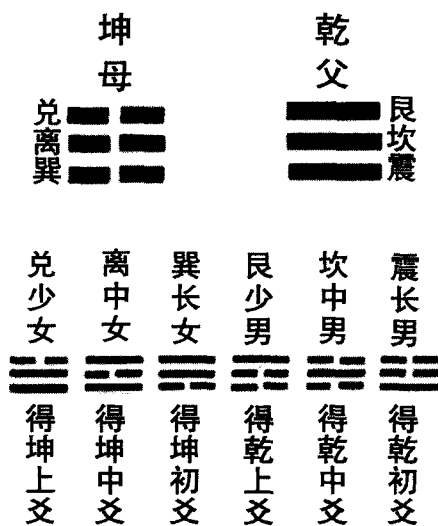 乾父
艮坎震
坤母
兑离巽
震长男
得乾初爻
坎中男
得乾中爻
艮少男
得乾上爻
巽长女
得坤初爻
离中女
得坤中爻
兑少女
得坤上爻